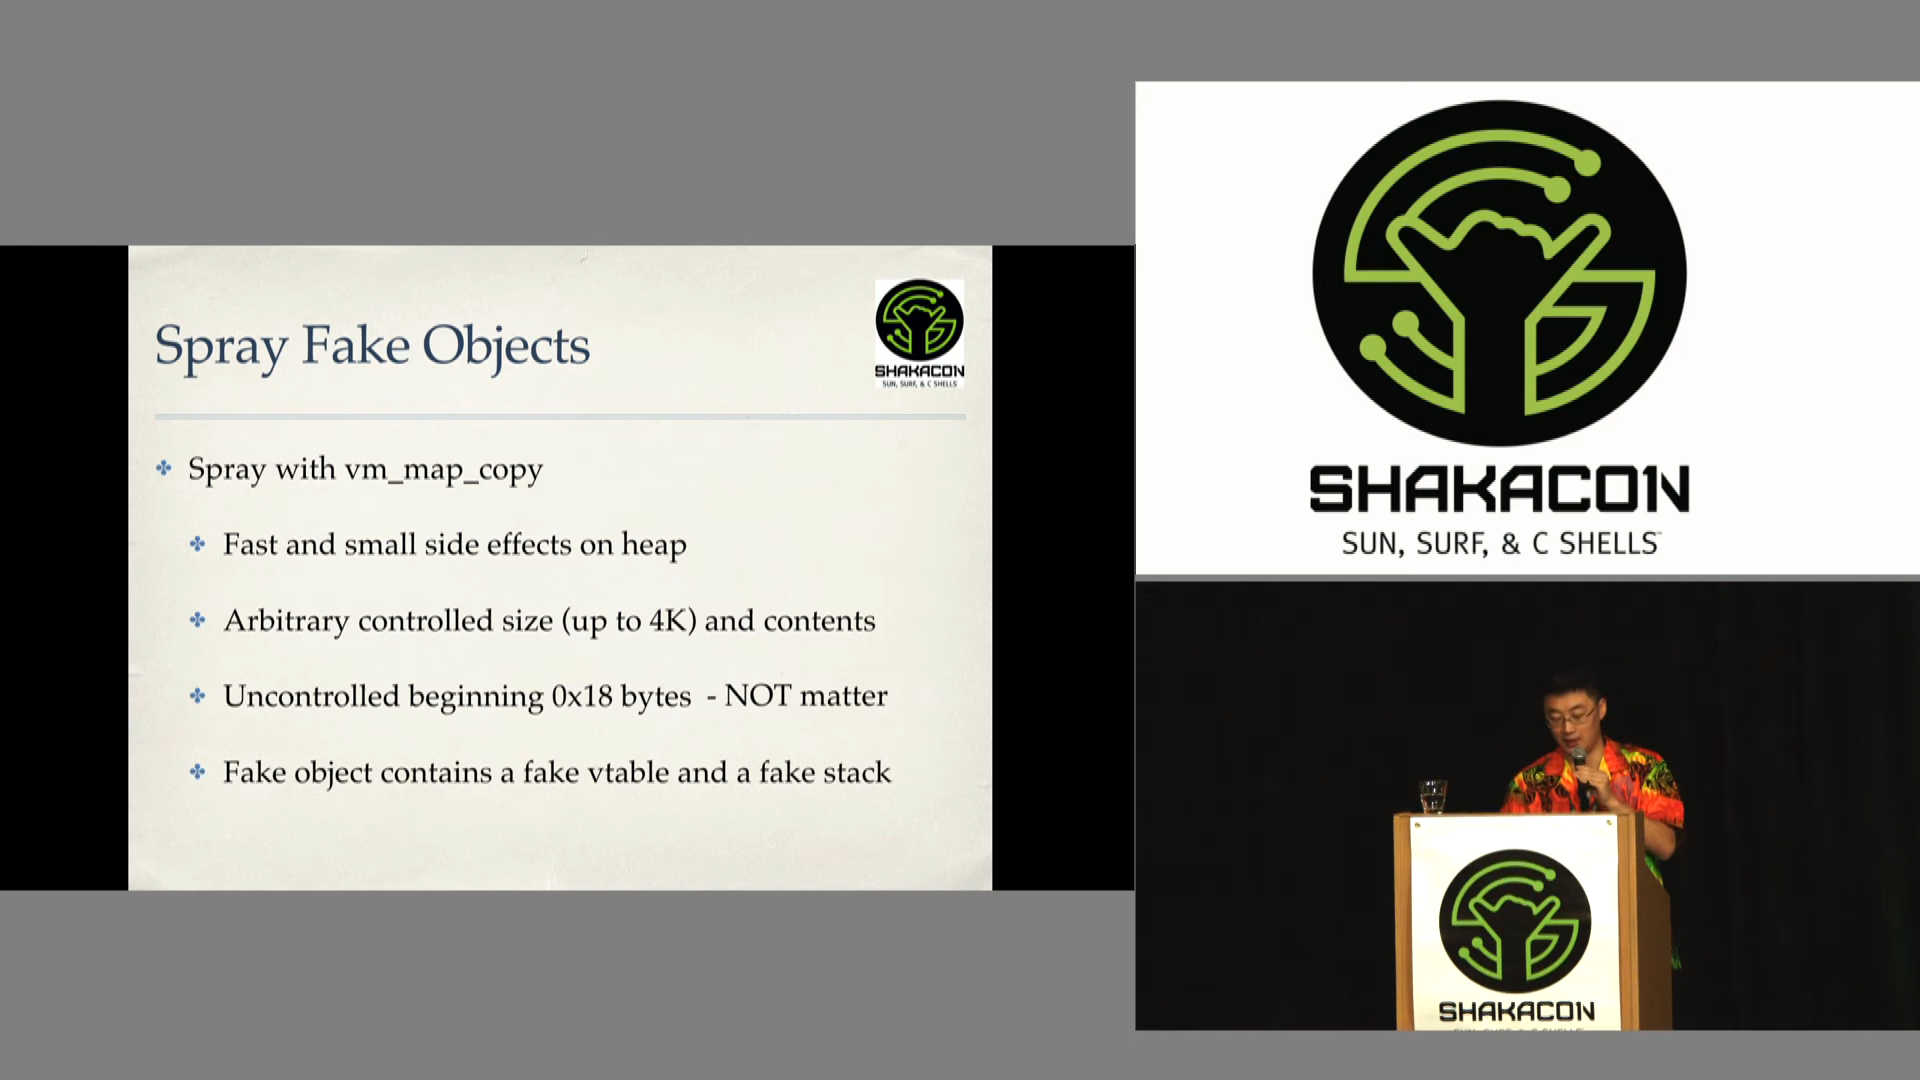 Spray Fake Objects
SHAKACON
SUN, SURF, & C SHELLS
Spray with vm_map_copy
Fast and small side effects on heap
Arbitrary controlled size (up to 4K) and contents
Uncontrolled beginning 0x18 bytes - NOT matter
Fake object contains a fake vtable and a fake stack
SHAKACON
SUN, SURF, & C SHELLS
SHAKACON